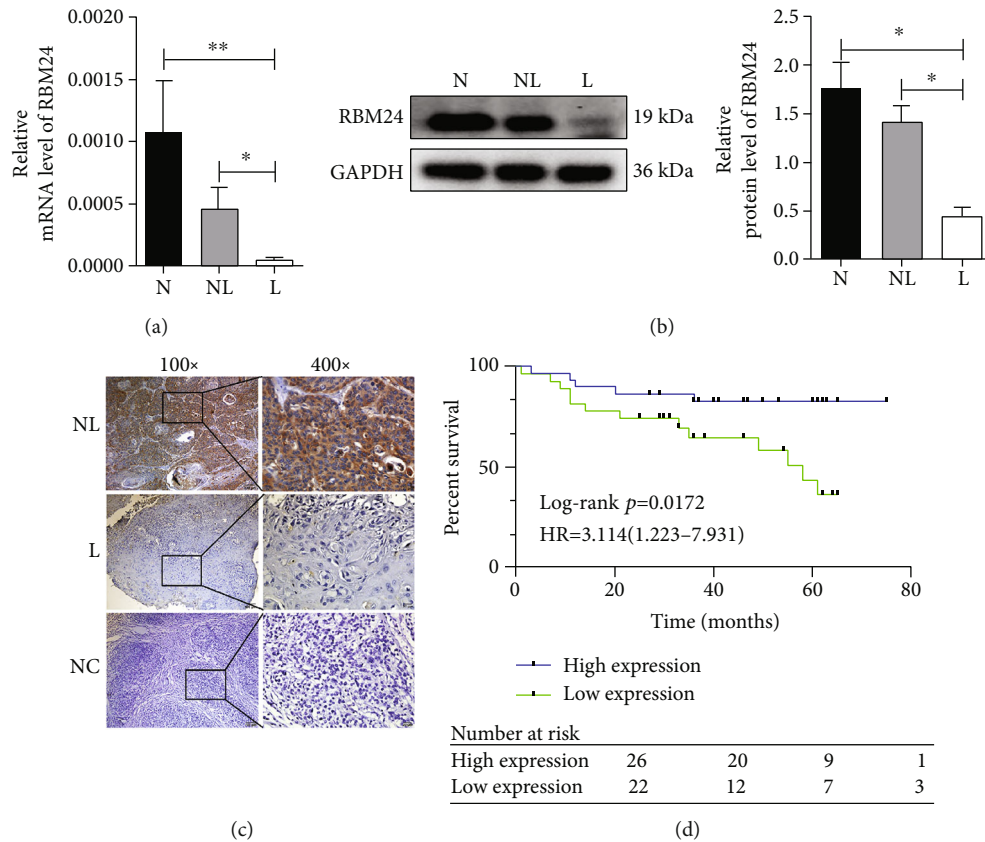 0.0020
0.0015
0.0010
0.0005
0.0000
Relative
mRNA level of RBM24
**
*
N NL L
(a)
N NL L
RBM24 19 kDa
GAPDH 36 kDa
2.5
2.0
1.5
1.0
0.5
0.0
Relative
protein level of RBM24
*
*
N NL L
(b)
100× 400×
NL
L
NC
(c)
100
50
0
Percent survival
Log-rank p=0.0172
HR=3.114(1.223–7.931)
0 20 40 60 80
Time (months)
High expression
Low expression
Number at risk
High expression 26 20 9 1
Low expression 22 12 7 3
(d)